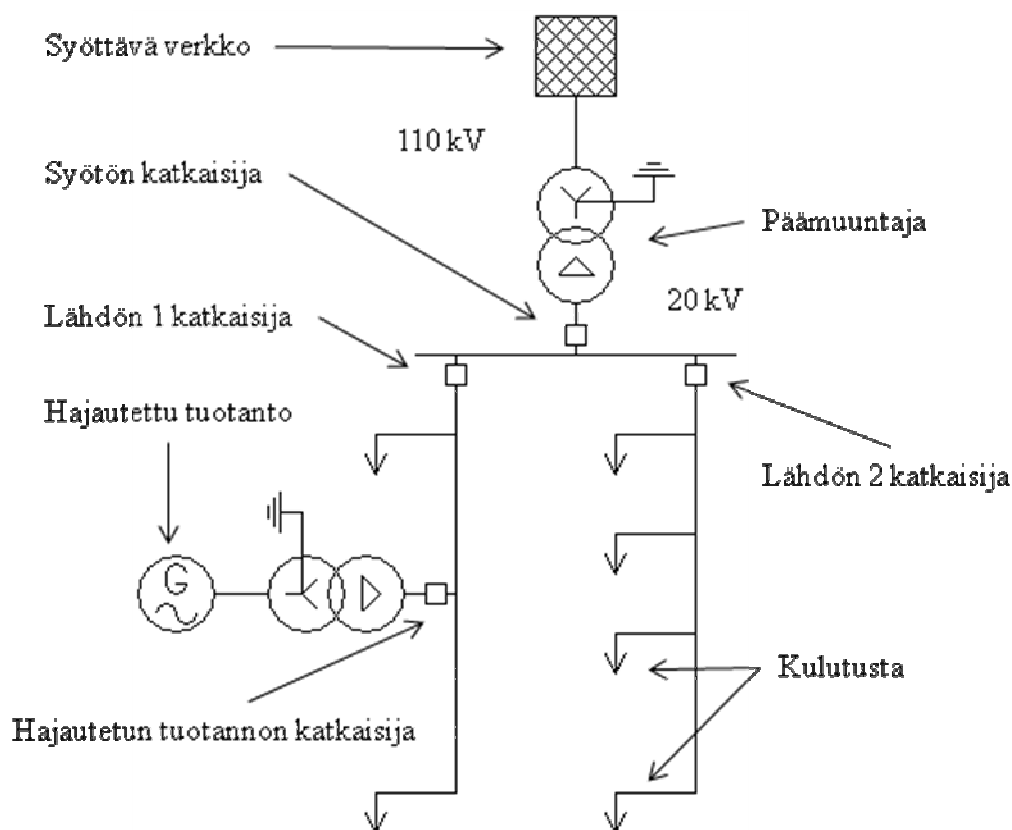 Syöttävä verkko
110 kV
Syötön katkaisija
Päämuuntaja
20 kV
Lähdön 1 katkaisija
Hajautettu tuotanto
Lähdön 2 katkaisija
G
Kulutusta
Hajautetun tuotannon katkaisija